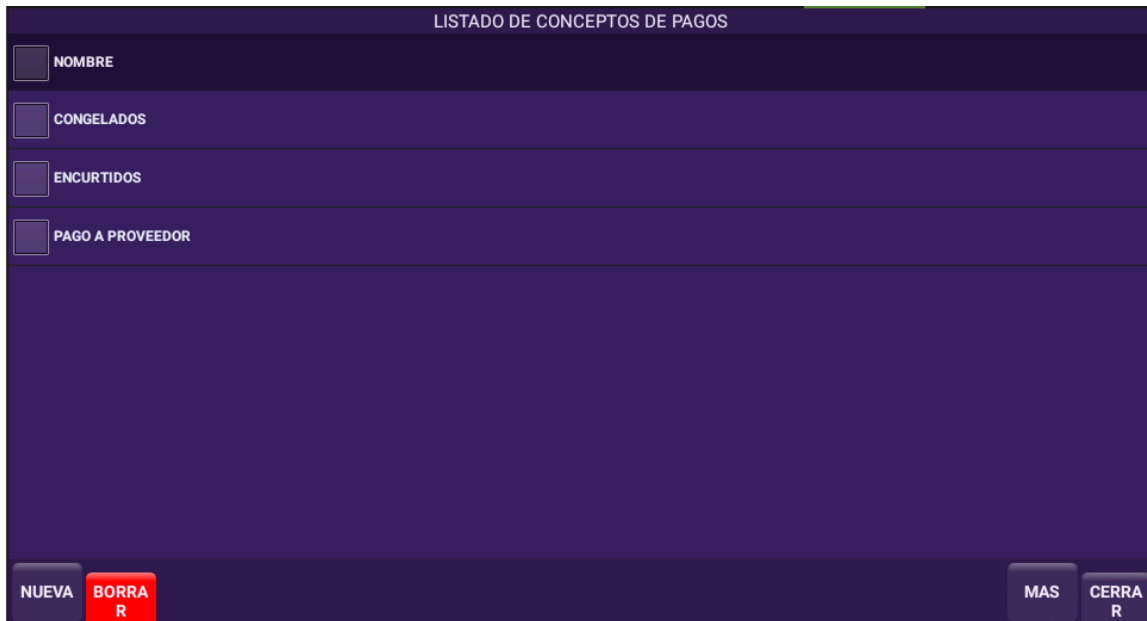 LISTADO DE CONCEPTOS DE PAGOS
NOMBRE
CONGELADOS
ENCURTIDOS
PAGO A PROVEEDOR
NUEVA
BORRA
R
MAS
CERRA
R